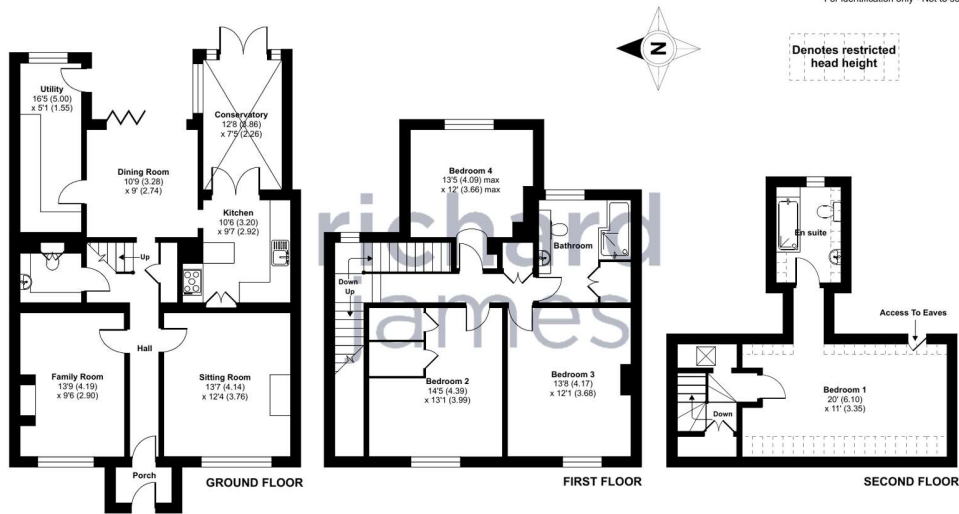 For identification only - Not to sc
N
Denotes restricted
head height
Utility
16'5 (5.00)
x 5'1 (1.55)
Conservatory
12'8 (3.86)
x 7'5 (2.26)
Dining Room
10'9 (3.28)
x 9' (2.74)
Kitchen
10'6 (3.20)
x 9'7 (2.92)
Up
Hall
Family Room
13'9 (4.19)
x 9'6 (2.90)
Sitting Room
13'7 (4.14)
x 12'4 (3.76)
Porch
GROUND FLOOR
richard
james
Bedroom 4
13'5 (4.09) max
x 12' (3.66) max
Bathroom
Down
Up
Bedroom 2
14'5 (4.39)
x 13'1 (3.99)
Bedroom 3
13'8 (4.17)
x 12'1 (3.68)
FIRST FLOOR
En suite
Access To Eaves
Bedroom 1
20' (6.10)
x 11' (3.35)
Down
SECOND FLOOR